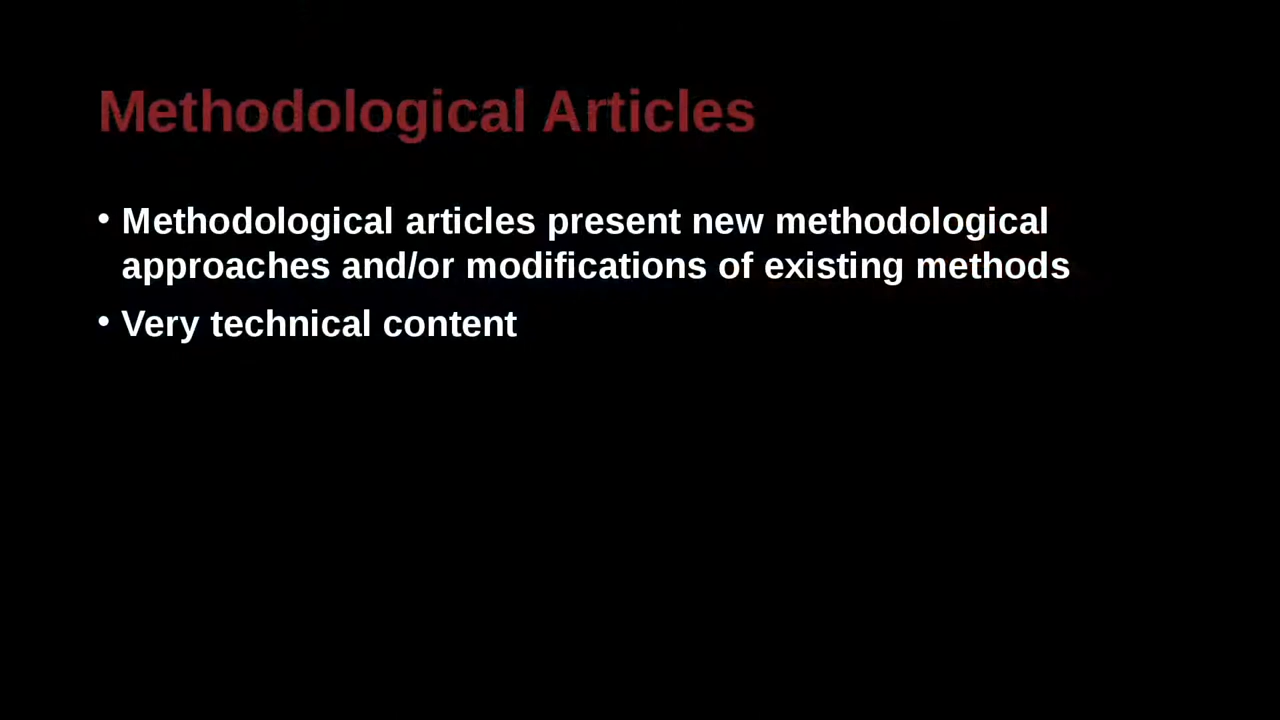 Methodological Articles
• Methodological articles present new methodological
approaches and/or modifications of existing methods
• Very technical content